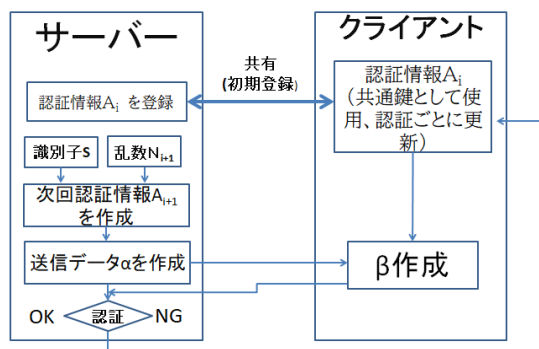 サーバー
クライアント
共有
(初期登録)
認証情報Ai を登録
認証情報Ai
（共通鍵として使
用、認証ごとに更
新）
識別子S
乱数Ni+1
次回認証情報Ai+1
を作成
送信データαを作成
β作成
OK
認証
NG